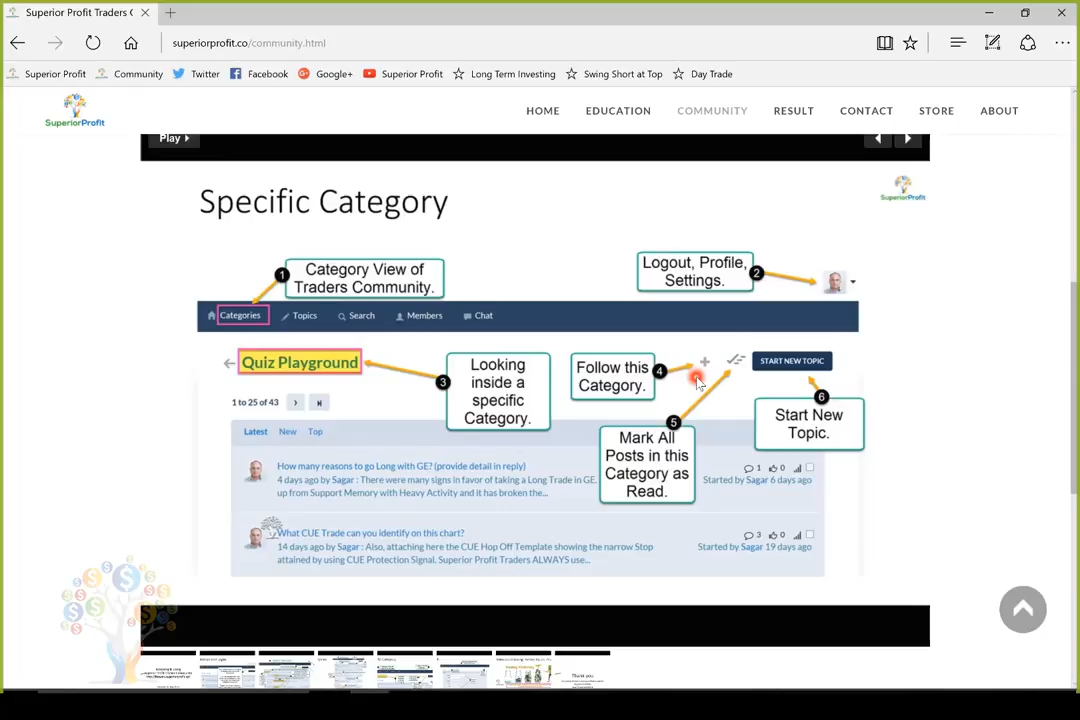 Superior Profit Traders C
superiorprofit.co/community.html
Superior Profit
Community
Twitter
Facebook
Google+
Superior Profit
Long Term Investing
Swing Short at Top
Day Trade
SuperiorProfit
HOME
EDUCATION
COMMUNITY
RESULT
CONTACT
STORE
ABOUT
Play
Specific Category
SuperiorProfit
1
Category View of
Traders Community.
Logout, Profile,
Settings.
2
Categories
Topics
Search
Members
Chat
Quiz Playground
3
Looking
inside a
specific
Category.
Follow this
Category.
4
START NEW TOPIC
5
Mark All
Posts in this
Category as
Read.
6
Start New
Topic.
1 to 25 of 43
Latest
New
Top
How many reasons to go Long with GE? (provide detail in reply)
4 days ago by Sagar : There were many signs in favor of taking a Long Trade in GE.
up from Support Memory with Heavy Activity and it has broken the...
1
0
Started by Sagar 6 days ago
What CUE Trade can you identify on this chart?
14 days ago by Sagar : Also, attaching here the CUE Hop Off Template showing the narrow Stop
attained by using CUE Protection Signal. Superior Profit Traders ALWAYS use...
3
0
Started by Sagar 19 days ago
Thank you